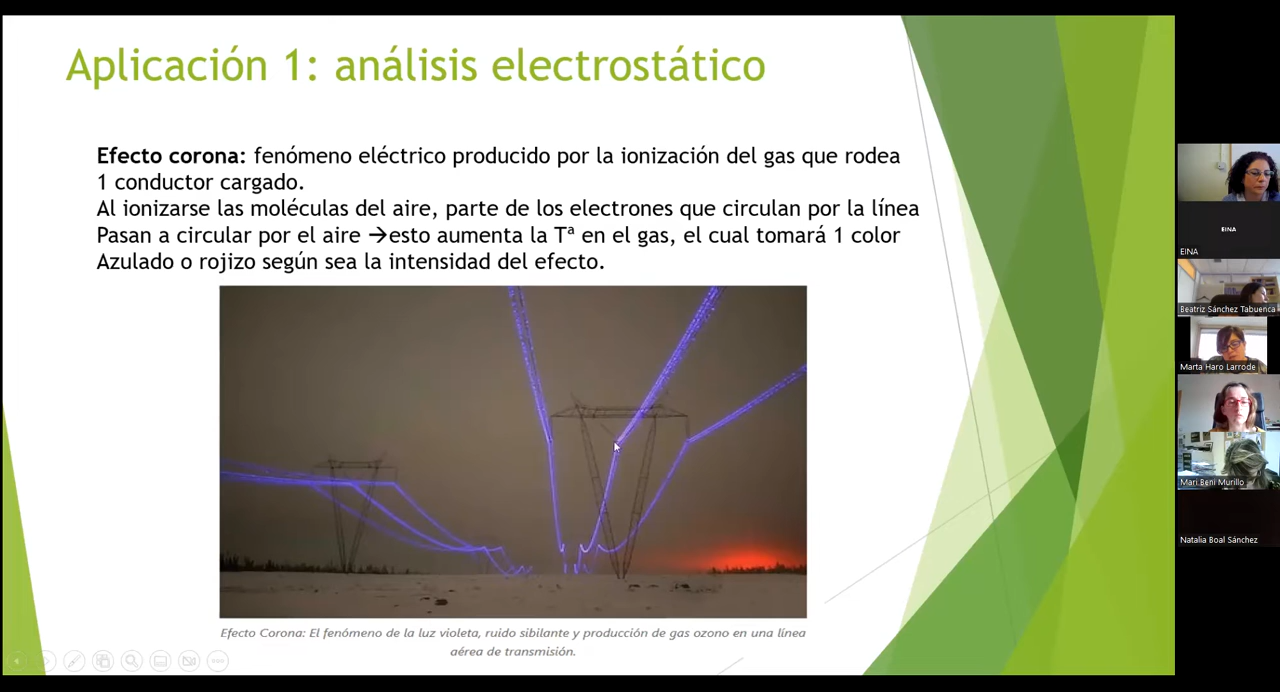 Aplicación 1: análisis electrostático
Efecto corona: fenómeno eléctrico producido por la ionización del gas que rodea
1 conductor cargado.
Al ionizarse las moléculas del aire, parte de los electrones que circulan por la línea
Pasan a circular por el aire →esto aumenta la Tª en el gas, el cual tomará 1 color
Azulado o rojizo según sea la intensidad del efecto.
Efecto Corona: El fenómeno de la luz violeta, ruido sibilante y producción de gas ozono en una línea
aérea de transmisión.
EINA
EINA
Beatriz Sánchez Tabuenca
Marta Haro Larrode
Mari.Beni Murillo
Natalia Boal Sánchez